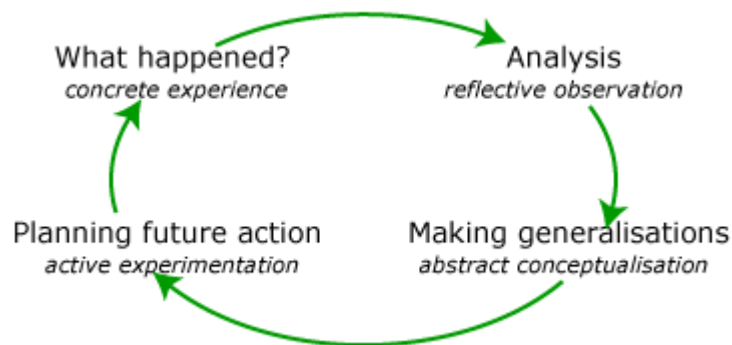 What happened?
concrete experience
Analysis
reflective observation
Making generalisations
abstract conceptualisation
Planning future action
active experimentation